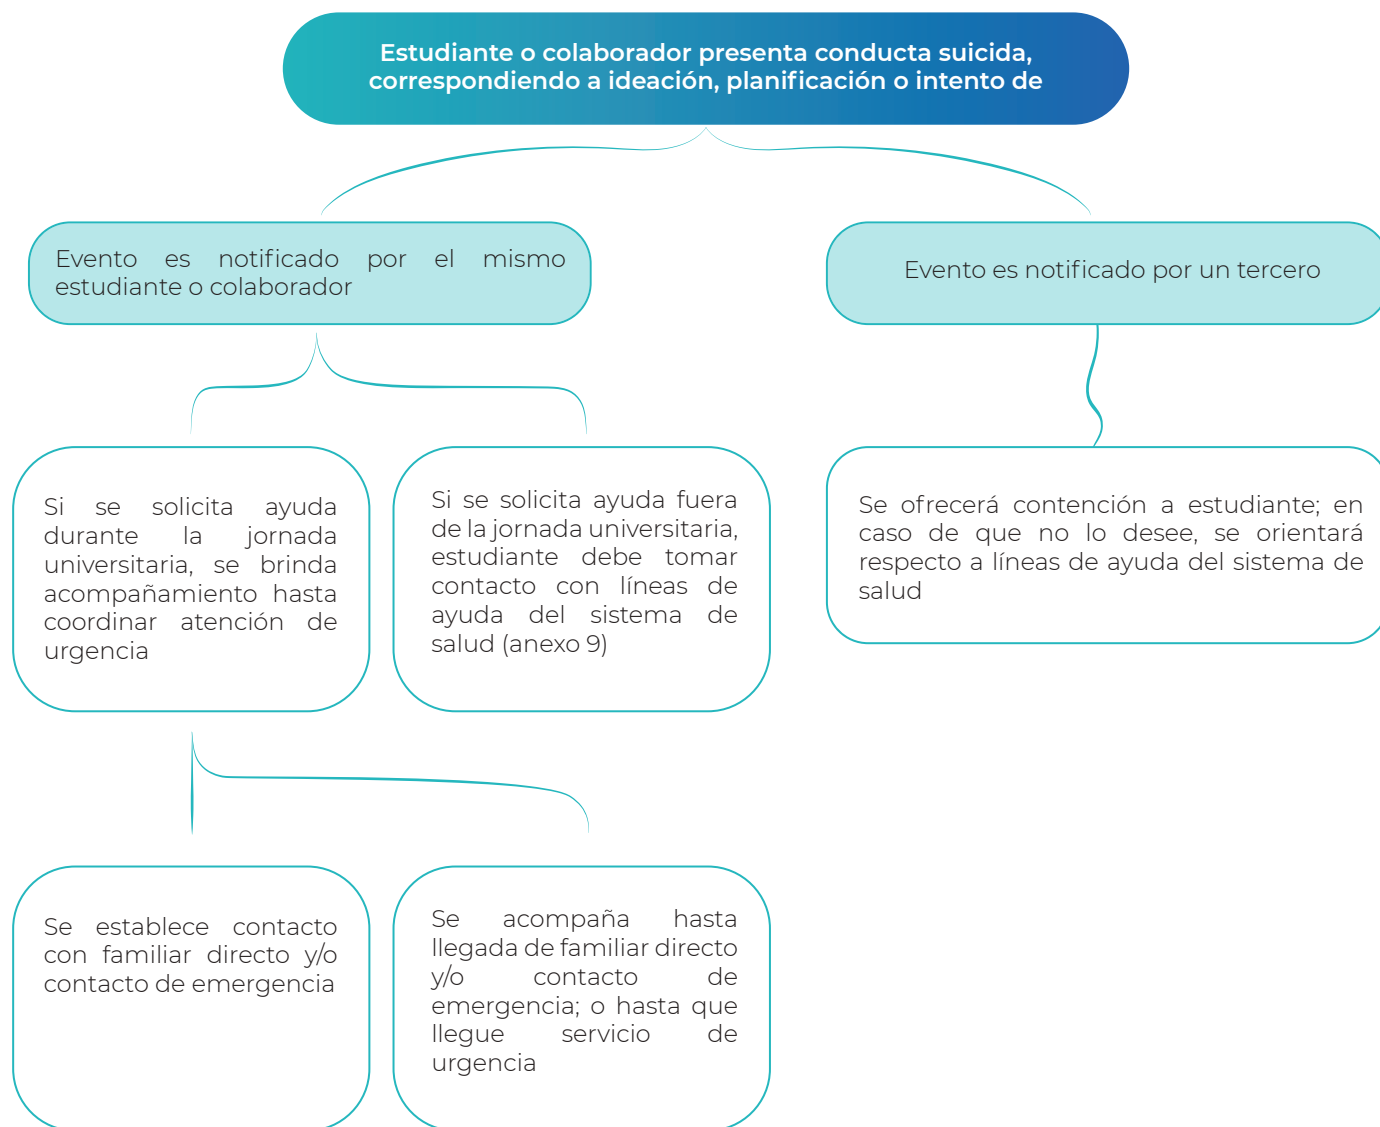 Estudiante o colaborador presenta conducta suicida,
correspondiendo a ideación, planificación o intento de
Evento es notificado por el mismo
estudiante o colaborador
Evento es notificado por un tercero
Si se solicita ayuda
durante la jornada
universitaria, se brinda
acompañamiento hasta
coordinar atención de
urgencia
Si se solicita ayuda fuera
de la jornada universitaria,
estudiante debe tomar
contacto con líneas de
ayuda del sistema de
salud (anexo 9)
Se ofrecerá contención a estudiante; en
caso de que no lo desee, se orientará
respecto a líneas de ayuda del sistema de
salud
Se establece contacto
con familiar directo y/o
contacto de emergencia
Se acompaña hasta
llegada de familiar directo
y/o contacto de
emergencia; o hasta que
llegue servicio de
urgencia